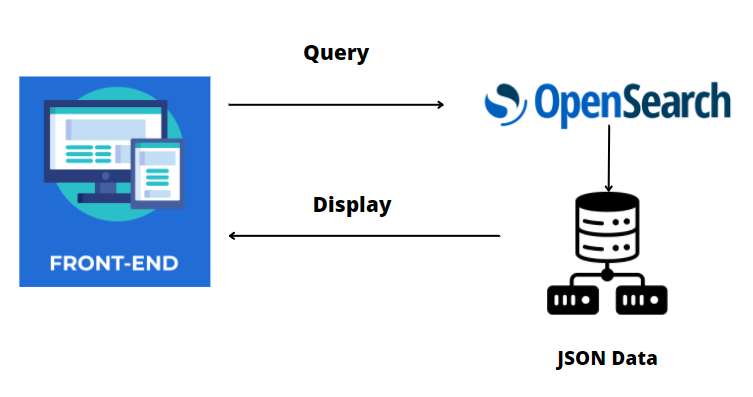 Query
OpenSearch
Display
FRONT-END
JSON Data